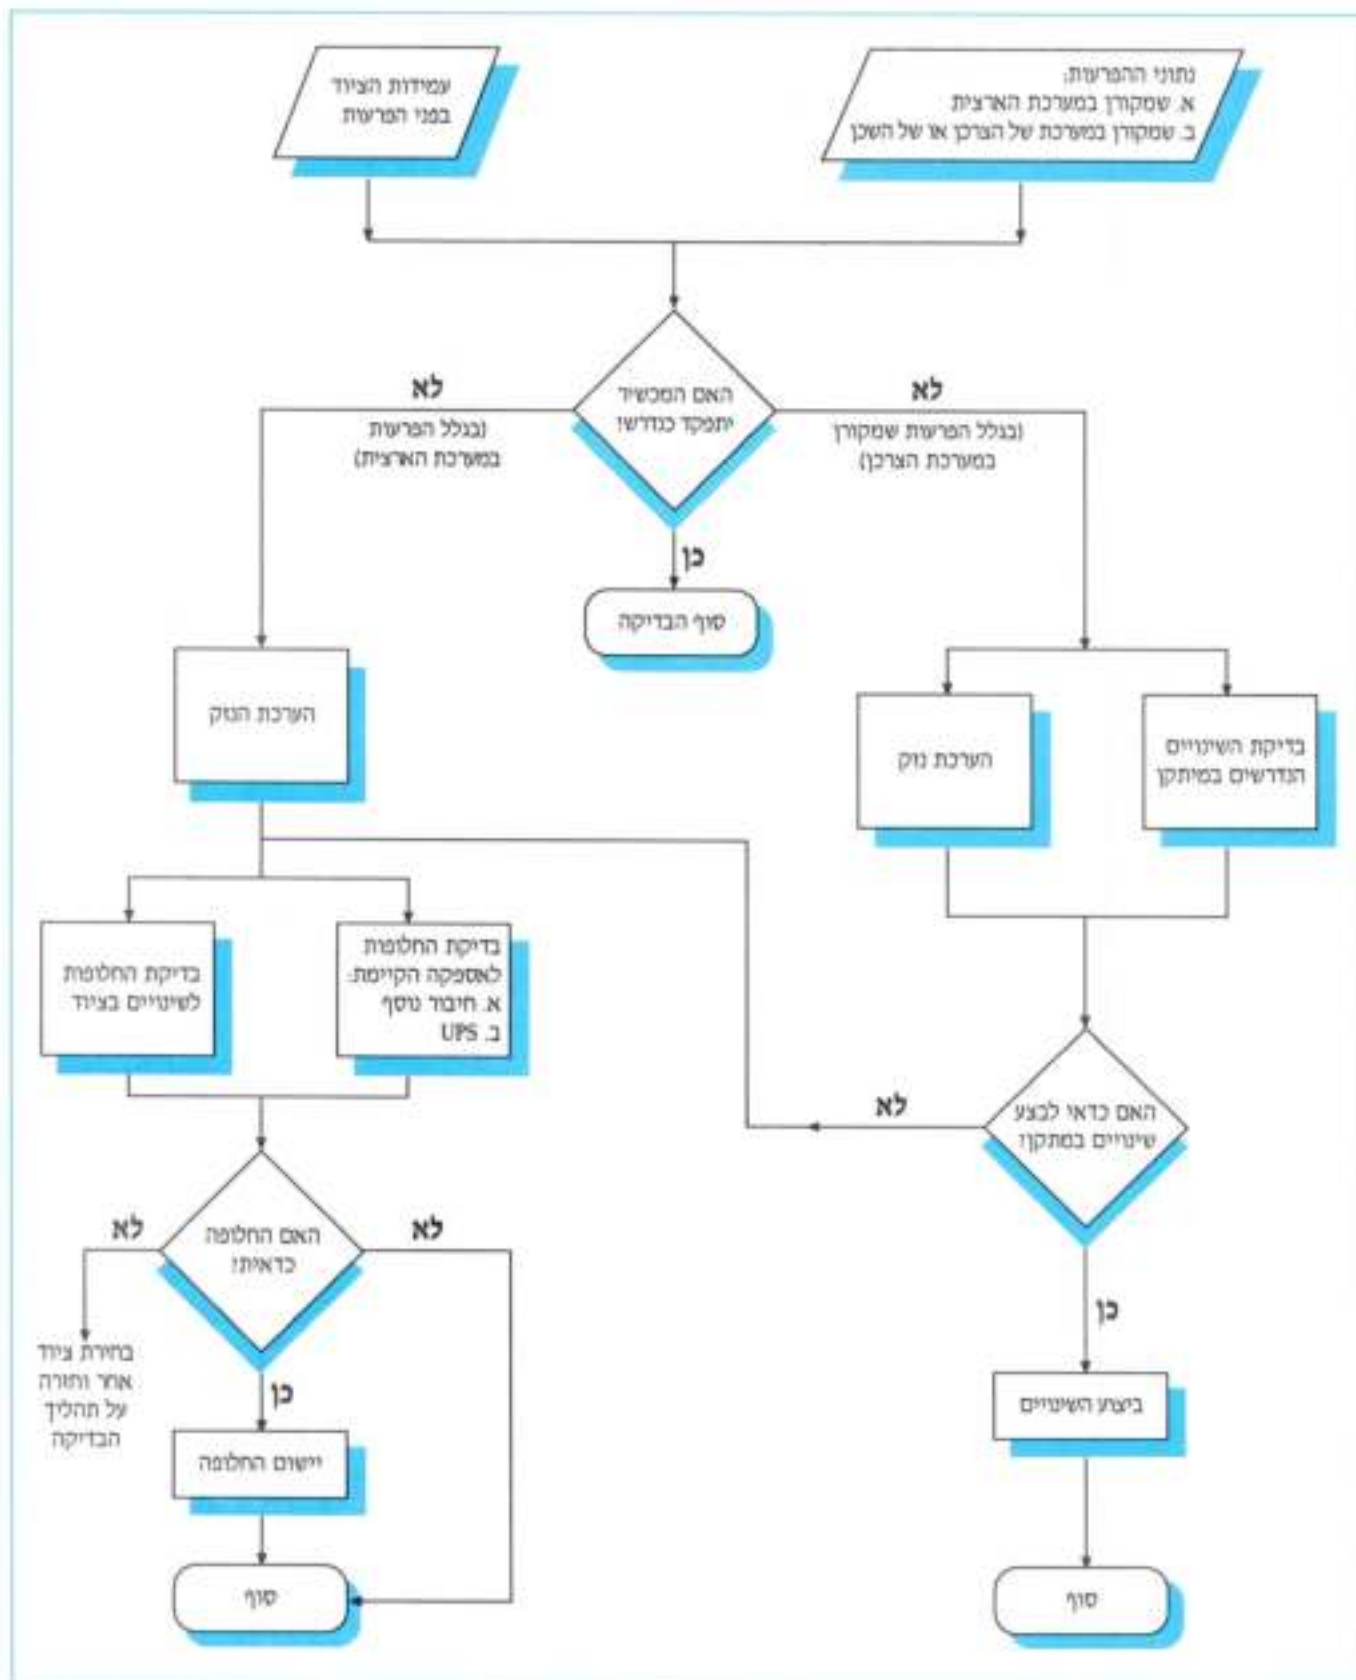 נתוני ההפרעות:
א. שמקורן במערכת הארצית
ב. שמקורן במערכת של הצרכן או של השכן
עמידות הציוד
בפני הפרעות
האם המכשיר
יתפקד כנדרש?
לא
(בגלל הפרעות שמקורן
במערכת הצרכן)
לא
(בגלל הפרעות
במערכת הארצית)
כן
סוף הבדיקה
בדיקת השינויים
הנדרשים במיתקן
הערכת נזק
הערכת הנזק
בדיקת החלופות
לאספקה הקיימת:
א. חיבור נוסף
ב. UPS
בדיקת החלופות
לשינויים בציוד
האם כדאי לבצע
שינויים במתקן?
לא
כן
ביצוע השינויים
סוף
האם החלופה
כדאית?
לא
לא
בחירת ציוד
אחר וחזרה
על תהליך
הבדיקה
כן
יישום החלופה
סוף